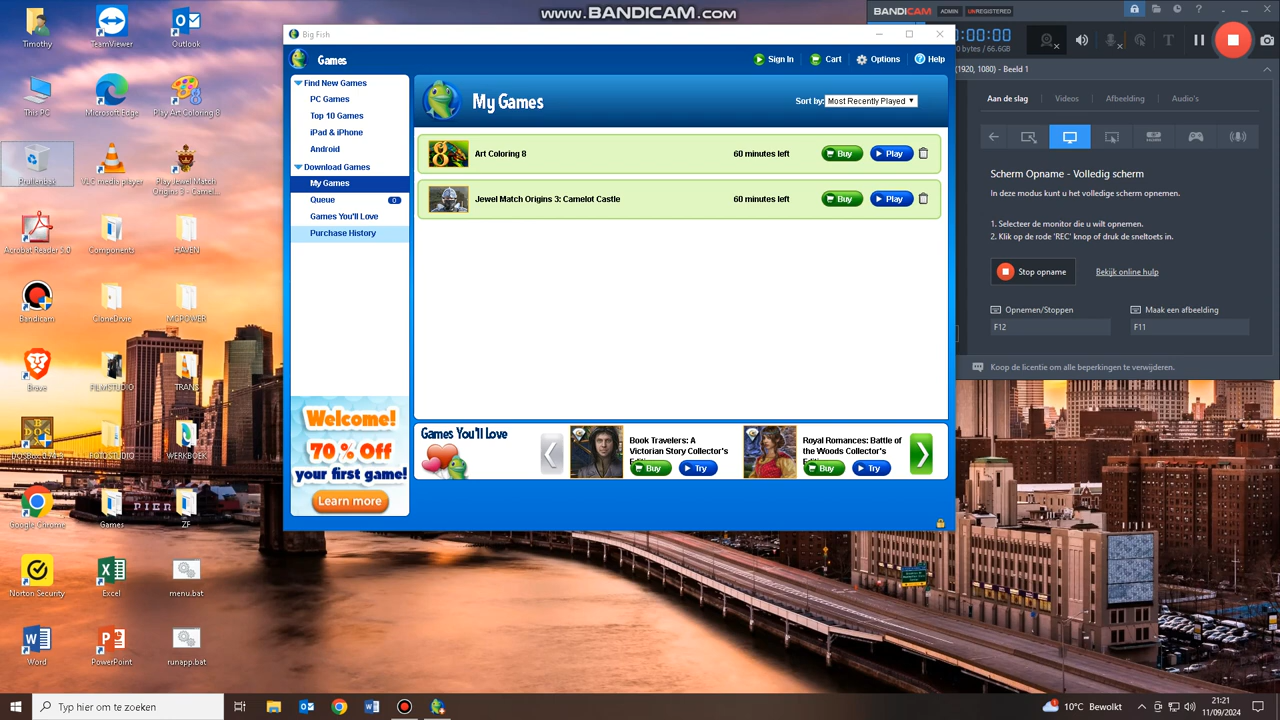 www.BANDICAM.com
Timothy
TeamViewer
Outlook
This PC
Microsoft Edge
Play Art Coloring 8
Prullenbak
VLC media player
Play Jewel Match
Origins 3 - Camel...
Acrobat Reader 5.0
Components
HAVEN
Bandicam
CloneDrvie
MCPOWER
Brave
FILMSTUDIO
TRANS
DOSBox 0.74-3
FOTOSTUDIO
WERKBOEK
Google Chrome
Games
ZF
Norton Security
Excel
menu.bat
Word
PowerPoint
runapp.bat
Big Fish
Games
Sign In
Cart
Options
Help
Find New Games
PC Games
Top 10 Games
iPad & iPhone
Android
Download Games
My Games
Queue
0
Games You'll Love
Purchase History
Welcome!
70% Off
your first game!
Learn more
My Games
Sort by:
Most Recently Played
Art Coloring 8
60 minutes left
Buy
Play
Jewel Match Origins 3: Camelot Castle
60 minutes left
Buy
Play
Games You'll Love
Book Travelers: A
Victorian Story Collector's
Buy
Try
Royal Romances: Battle of
the Woods Collector's
Buy
Try
BANDICAM
ADMIN
UNREGISTERED
:00:00
0 bytes / 66.6GB
(1920, 1080) - Beeld 1
Aan de slag
Videos
Afbeelding
Audio's
Scherm Opname - Volledig scherm
In deze modus kunt u het volledig scherm opnemen.
1. Selecteer de monitor die u wilt opnemen.
2. Klik op de rode 'REC' knop of druk de sneltoets in.
Stop opname
Bekijk online hulp
Opnemen/Stoppen
Maak een afbeelding
F12
F11
Koop de licentie om alle beperkingen te verwijderen.
PIER
Typ hier om te zoeken
10°C Bewolkt
21:21
11/09/2024